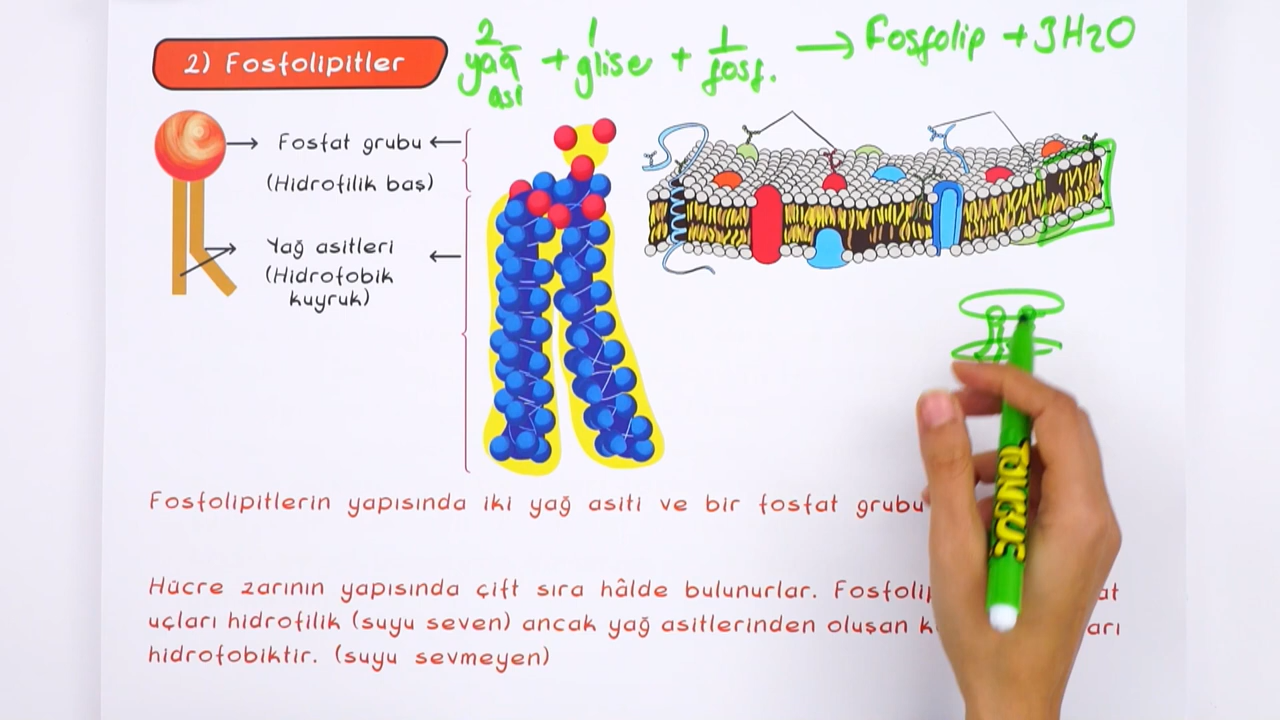 2) Fosfolipitler
2 yağ asi + 1 glise + 1 fosf. → Fosfolip + 3H2O
Fosfat grubu
(Hidrofilik baş)
Yağ asitleri
(Hidrofobik
kuyruk)
Fosfolipitlerin yapısında iki yağ asiti ve bir fosfat grubu
Hücre zarının yapısında çift sıra hâlde bulunurlar.
uçları hidrofilik (suyu seven) ancak yağ asitlerinden oluşan
hidrofobiktir. (suyu sevmeyen)
TONGUE